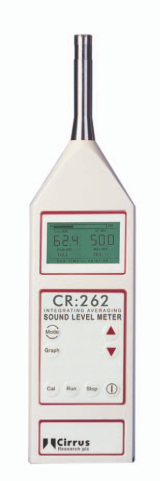 62.4 50.0
CR:262
INTEGRATING AVERAGING
SOUND LEVEL METER
Mode
Graph
Cal Run Stop
Cirrus
Research plc